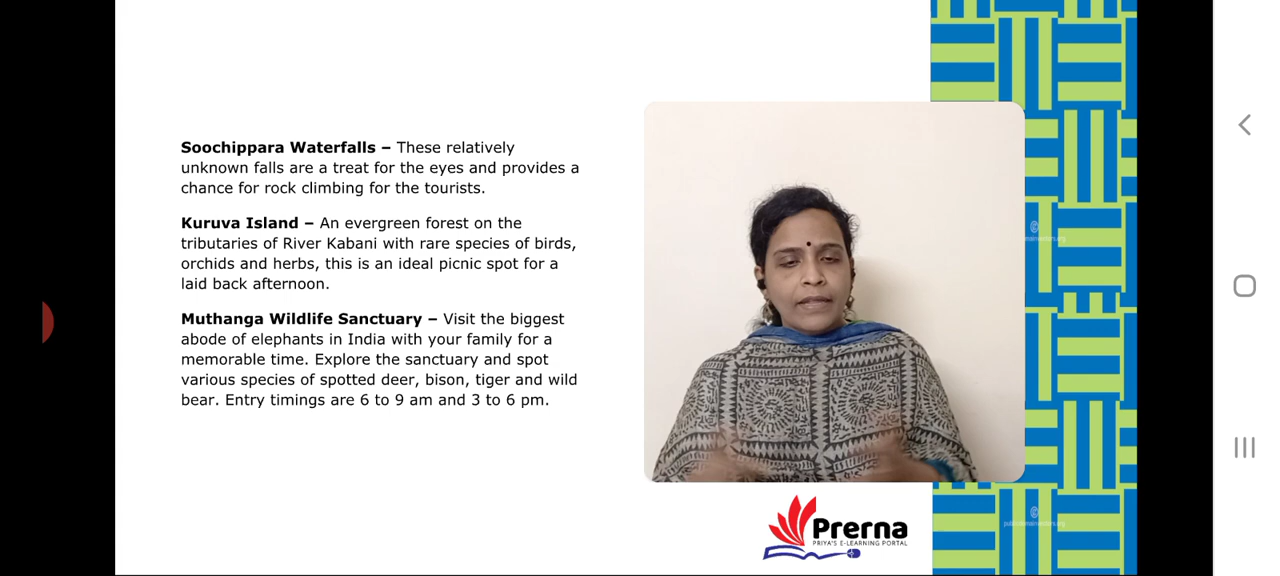 Soochippara Waterfalls – These relatively
unknown falls are a treat for the eyes and provides a
chance for rock climbing for the tourists.
Kuruva Island – An evergreen forest on the
tributaries of River Kabani with rare species of birds,
orchids and herbs, this is an ideal picnic spot for a
laid back afternoon.
Muthanga Wildlife Sanctuary – Visit the biggest
abode of elephants in India with your family for a
memorable time. Explore the sanctuary and spot
various species of spotted deer, bison, tiger and wild
bear. Entry timings are 6 to 9 am and 3 to 6 pm.
Prerna
PRIYA'S E-LEARNING PORTAL